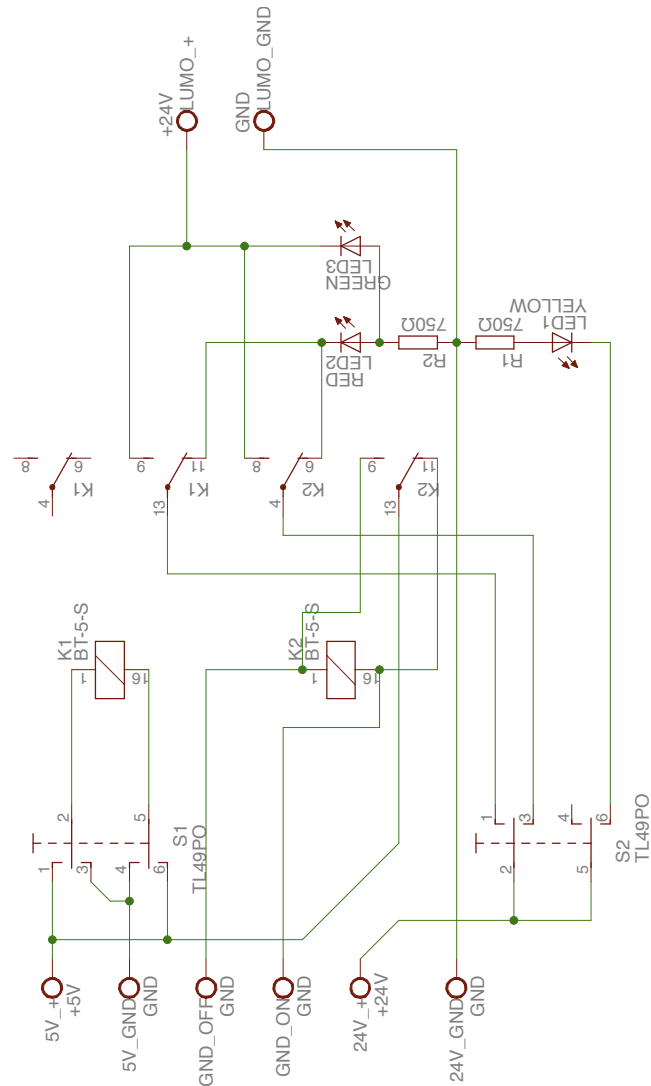 LUMO_+
+24V
LUMO_GND
GND
LED3
GREEN
LED2
RED
750Ω
R2
750Ω
R1
LED1
YELLOW
8
6
4
K1
9
11
13
K1
8
6
4
K2
9
11
13
K2
K1
BT-5-S
1
16
K2
BT-5-S
1
16
2
5
1
3
4
6
S1
TL49PO
1
3
4
6
2
5
S2
TL49PO
5V_+
+5V
5V_GND
GND
GND_OFF
GND
GND_ON
GND
24V_+
+24V
24V_GND
GND